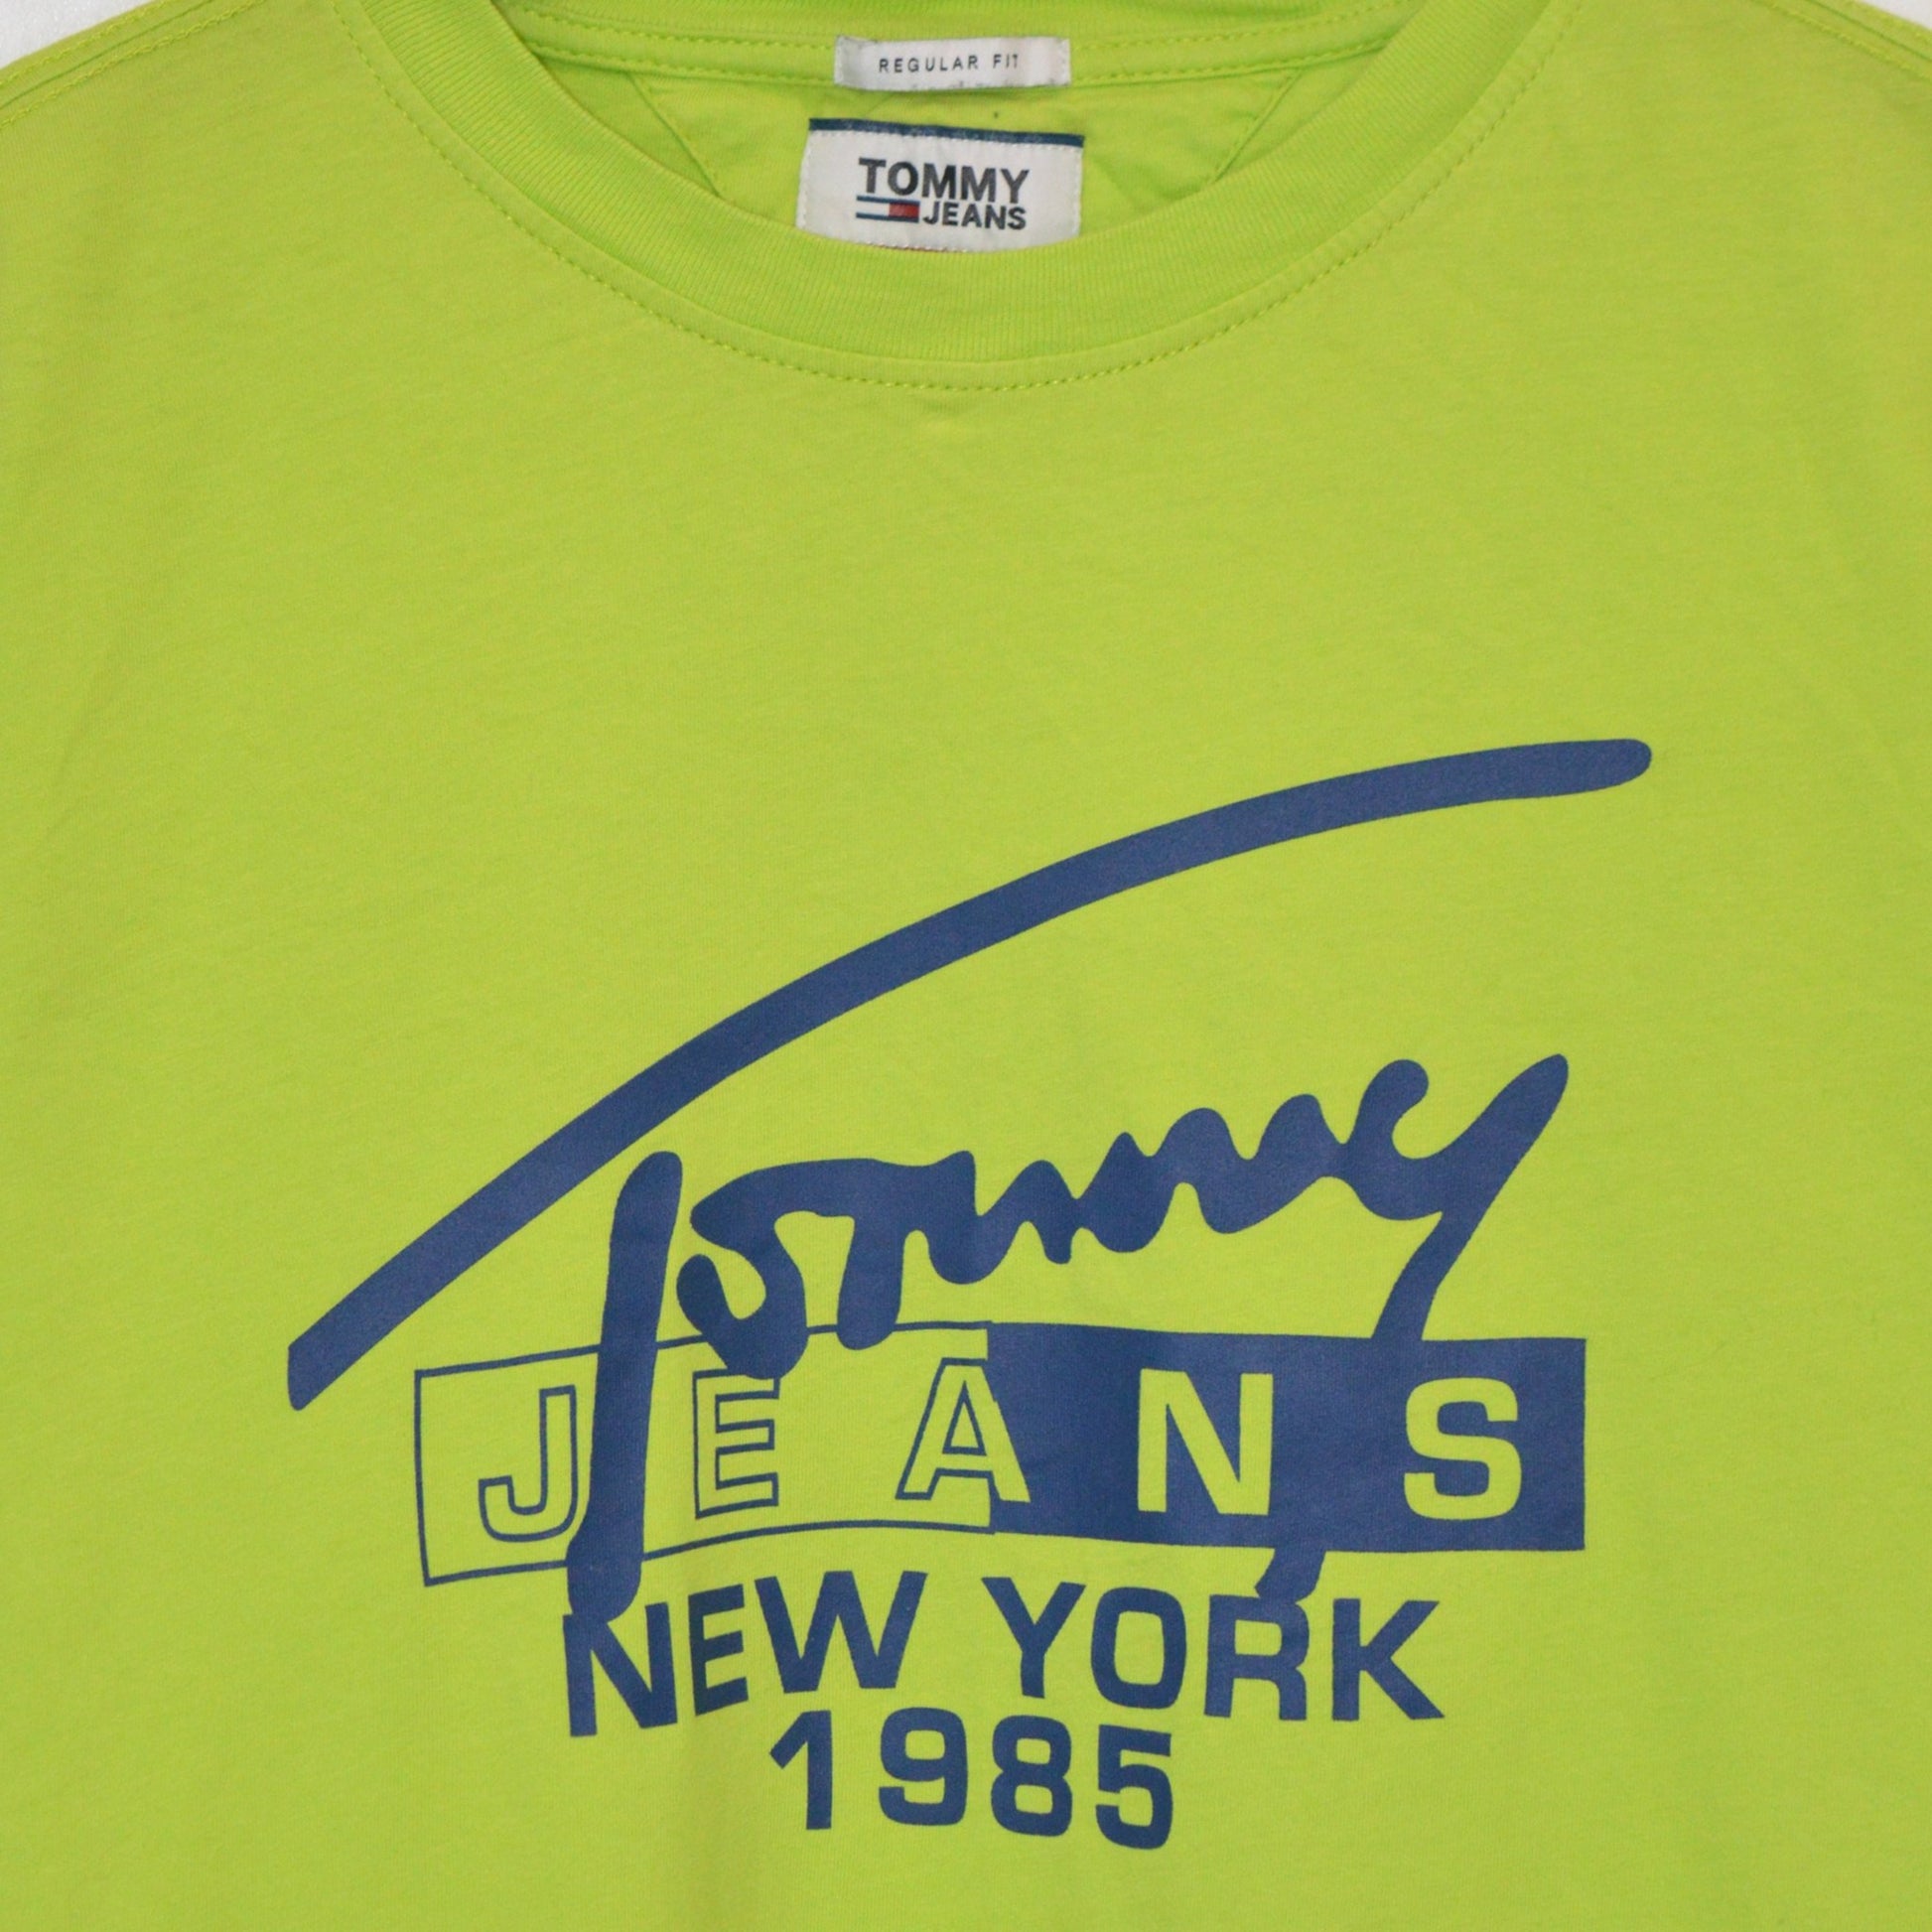 REGULAR FIT
TOMMY
JEANS
Tommy
JEANS
NEW YORK
1985